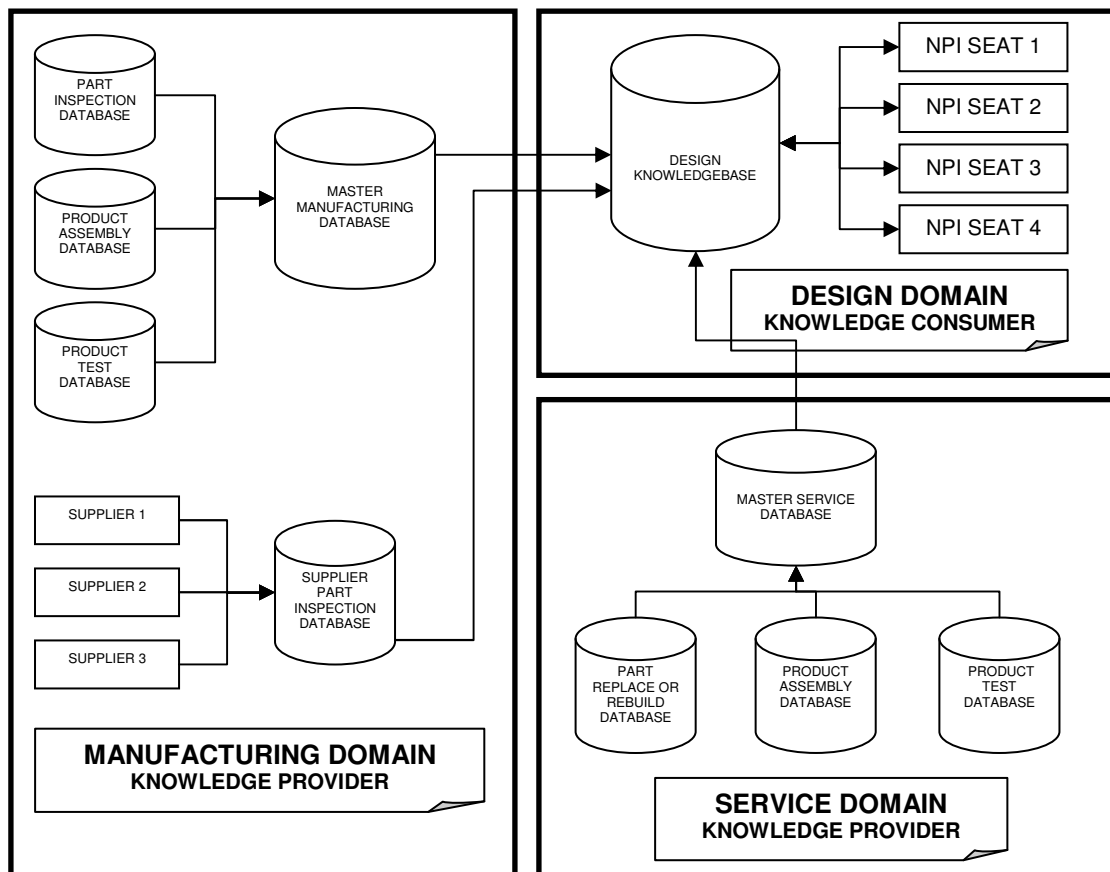 PART
INSPECTION
DATABASE
PRODUCT
ASSEMBLY
DATABASE
PRODUCT
TEST
DATABASE
MASTER
MANUFACTURING
DATABASE
SUPPLIER 1
SUPPLIER 2
SUPPLIER 3
SUPPLIER
PART
INSPECTION
DATABASE
MANUFACTURING DOMAIN
KNOWLEDGE PROVIDER
DESIGN
KNOWLEDGEBASE
NPI SEAT 1
NPI SEAT 2
NPI SEAT 3
NPI SEAT 4
DESIGN DOMAIN
KNOWLEDGE CONSUMER
MASTER SERVICE
DATABASE
PART
REPLACE OR
REBUILD
DATABASE
PRODUCT
ASSEMBLY
DATABASE
PRODUCT
TEST
DATABASE
SERVICE DOMAIN
KNOWLEDGE PROVIDER